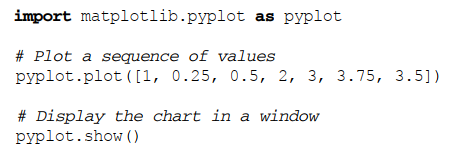 import matplotlib.pyplot as pyplot
# Plot a sequence of values
pyplot.plot([1, 0.25, 0.5, 2, 3, 3.75, 3.5])
# Display the chart in a window
pyplot.show()